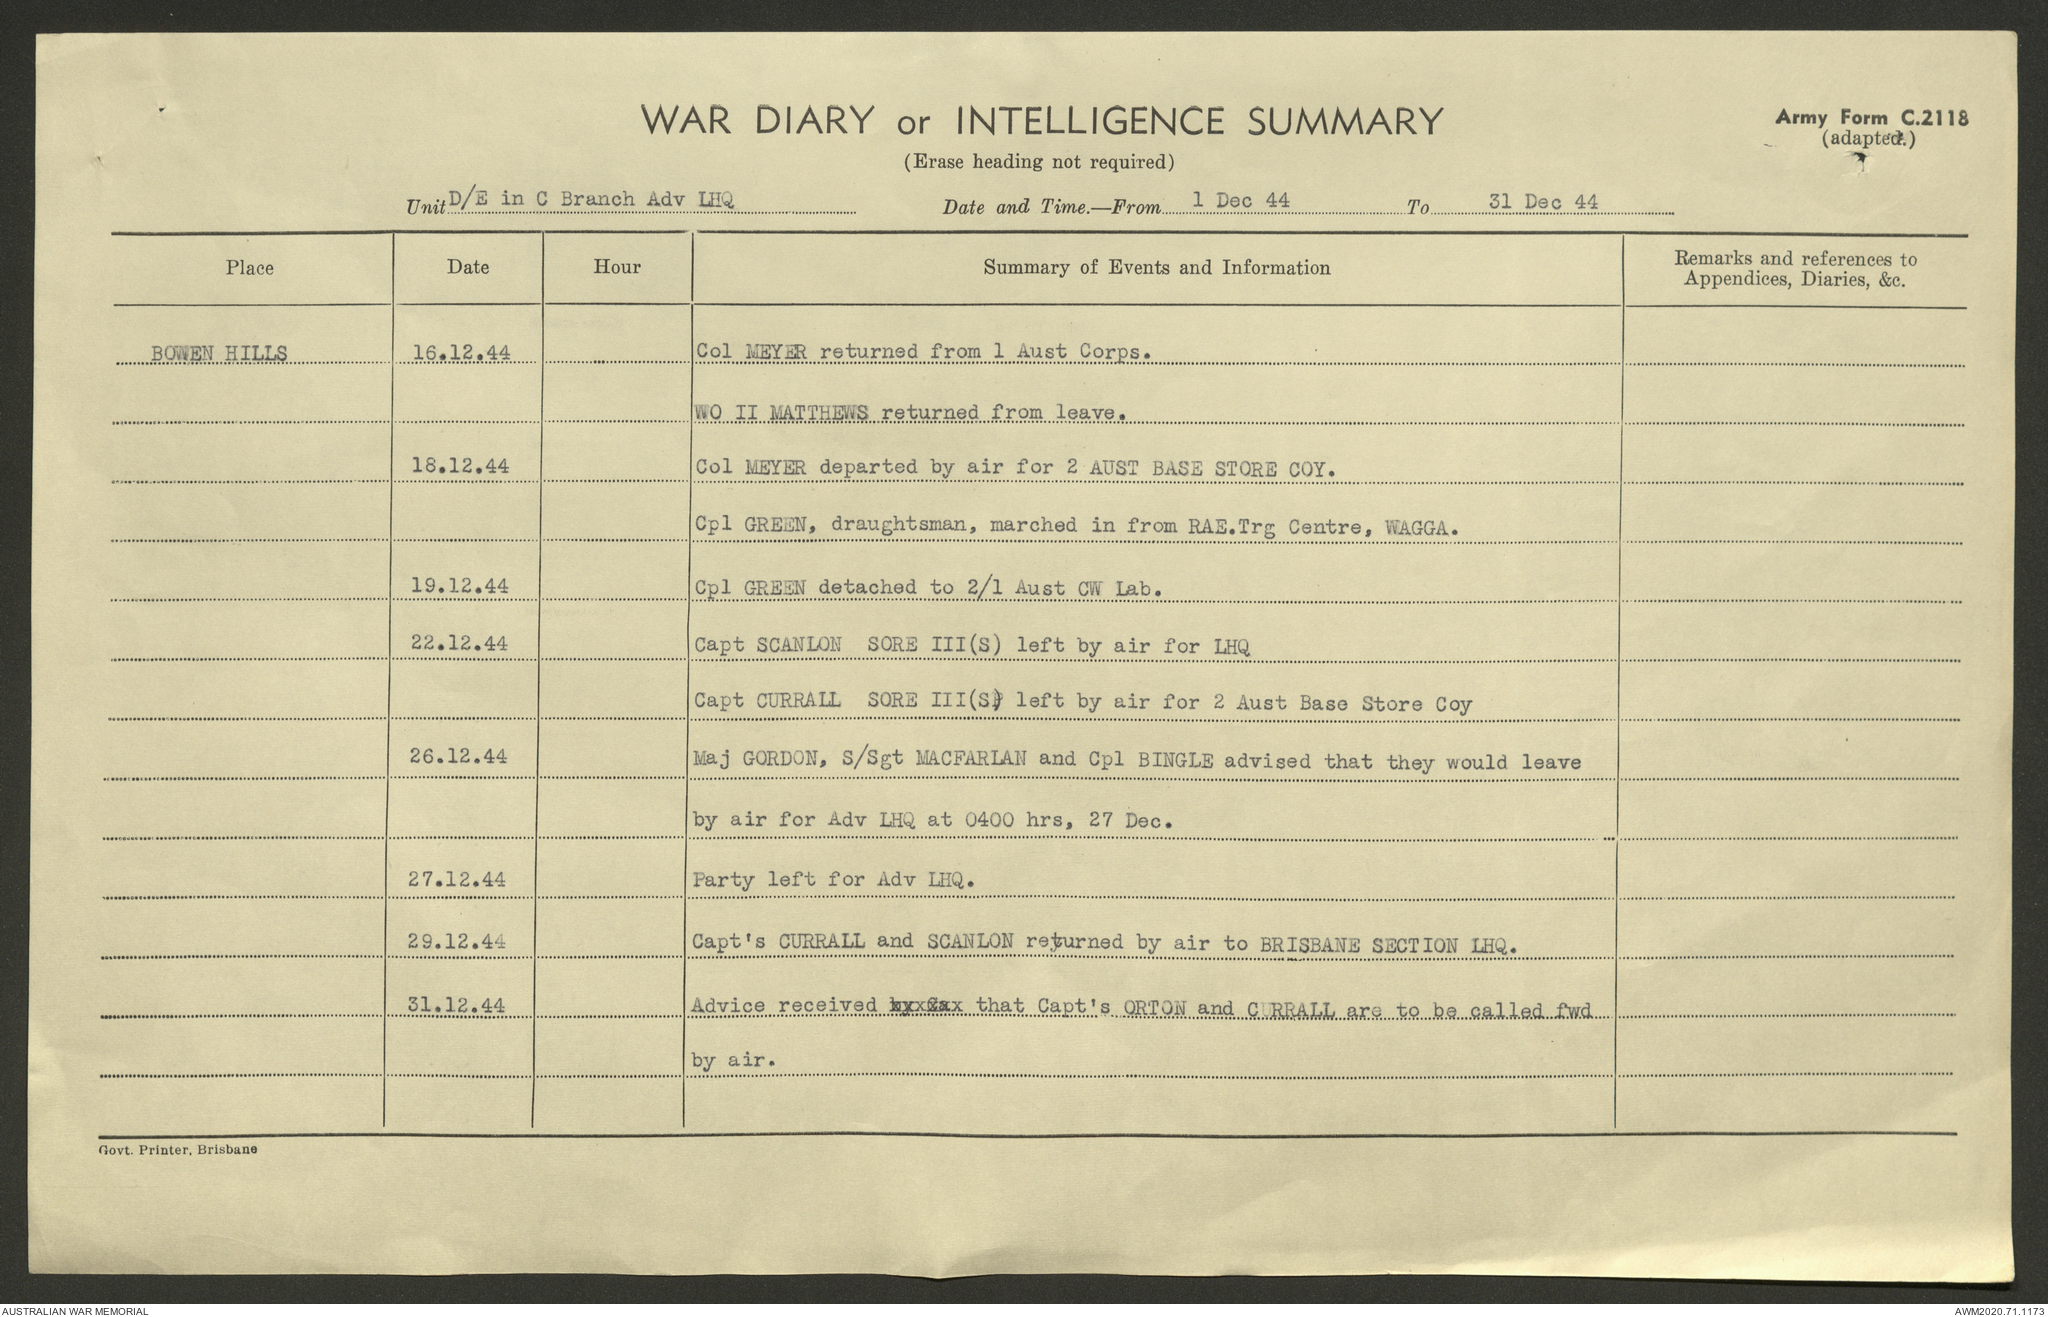 WAR DIARY or INTELLIGENCE SUMMARY
Army Form C.2118
(adapted.)
(Erase heading not required)
Unit D/E in C Branch Adv LHQ Date and Time.—From 1 Dec 44 To 31 Dec 44
Place Date Hour Summary of Events and Information Remarks and references to
Appendices, Diaries, &c.
BOWEN HILLS 16.12.44 Col MEYER returned from 1 Aust Corps.
WO II MATTHEWS returned from leave.
18.12.44 Col MEYER departed by air for 2 AUST BASE STORE COY.
Cpl GREEN, draughtsman, marched in from RAE.Trg Centre, WAGGA.
19.12.44 Cpl GREEN detached to 2/1 Aust CW Lab.
22.12.44 Capt SCANLON SORE III(S) left by air for LHQ
Capt CURRALL SORE III(S) left by air for 2 Aust Base Store Coy
26.12.44 Maj GORDON, S/Sgt MACFARLAN and Cpl BINGLE advised that they would leave
by air for Adv LHQ at 0400 hrs, 27 Dec.
27.12.44 Party left for Adv LHQ.
29.12.44 Capt's CURRALL and SCANLON returned by air to BRISBANE SECTION LHQ.
31.12.44 Advice received that Capt's ORTON and CURRALL are to be called fwd
by air.
Govt. Printer, Brisbane
AUSTRALIAN WAR MEMORIAL
AWM2020.71.1173